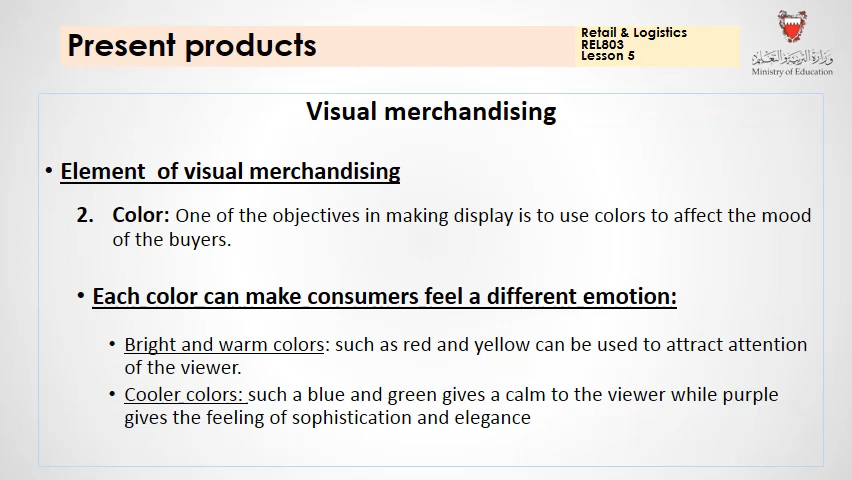 Present products
Retail & Logistics
REL803
Lesson 5
وزارة التربية والتعليم
Ministry of Education
Visual merchandising
• Element of visual merchandising
2. Color: One of the objectives in making display is to use colors to affect the mood
of the buyers.
• Each color can make consumers feel a different emotion:
• Bright and warm colors: such as red and yellow can be used to attract attention
of the viewer.
• Cooler colors: such a blue and green gives a calm to the viewer while purple
gives the feeling of sophistication and elegance